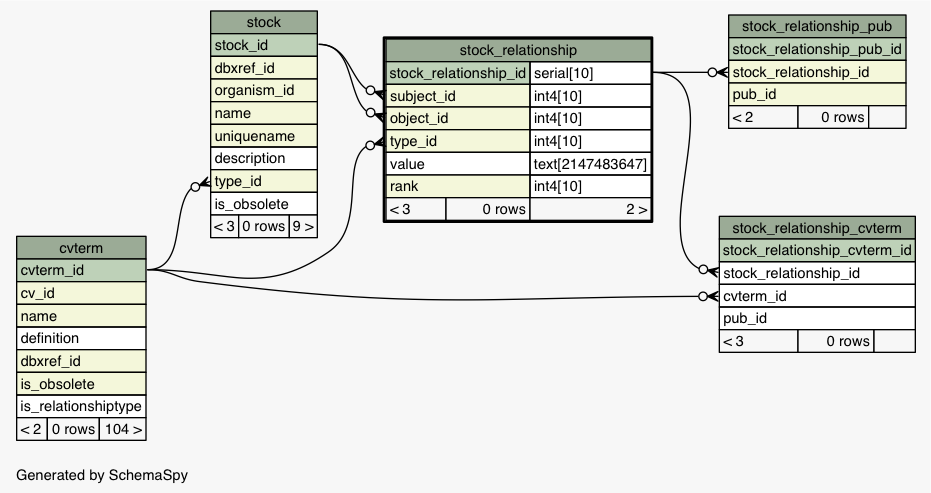 stock
stock_id
dbxref_id
organism_id
name
uniquename
description
type_id
is_obsolete
< 3 0 rows 9 >
stock_relationship
stock_relationship_id serial[10]
subject_id int4[10]
object_id int4[10]
type_id int4[10]
value text[2147483647]
rank int4[10]
< 3 0 rows 2 >
stock_relationship_pub
stock_relationship_pub_id
stock_relationship_id
pub_id
< 2 0 rows
cvterm
cvterm_id
cv_id
name
definition
dbxref_id
is_obsolete
is_relationshiptype
< 2 0 rows 104 >
stock_relationship_cvterm
stock_relationship_cvterm_id
stock_relationship_id
cvterm_id
pub_id
< 3 0 rows
Generated by SchemaSpy